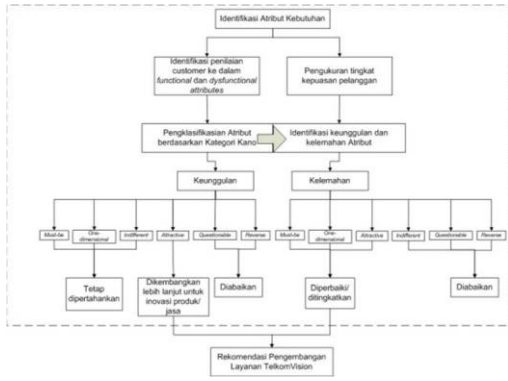 Identifikasi Atribut Kebutuhan
Identifikasi penilaian
customer ke dalam
functional dan dysfunctional
attributes
Pengukuran tingkat
kepuasan pelanggan
Pengklasifikasian Atribut
berdasarkan Kategori Kano
Identifikasi keunggulan dan
kelemahan Atribut
Keunggulan
Kelemahan
Must-be
One-
dimensional
Indifferent
Attractive
Questionable
Reverse
Must-be
One-
dimensional
Attractive
Indifferent
Questionable
Reverse
Tetap
dipertahankan
Dikembangkan
lebih lanjut untuk
inovasi produk/
jasa
Diabaikan
Diperbaiki/
ditingkatkan
Diabaikan
Rekomendasi Pengembangan
Layanan TelkomVision